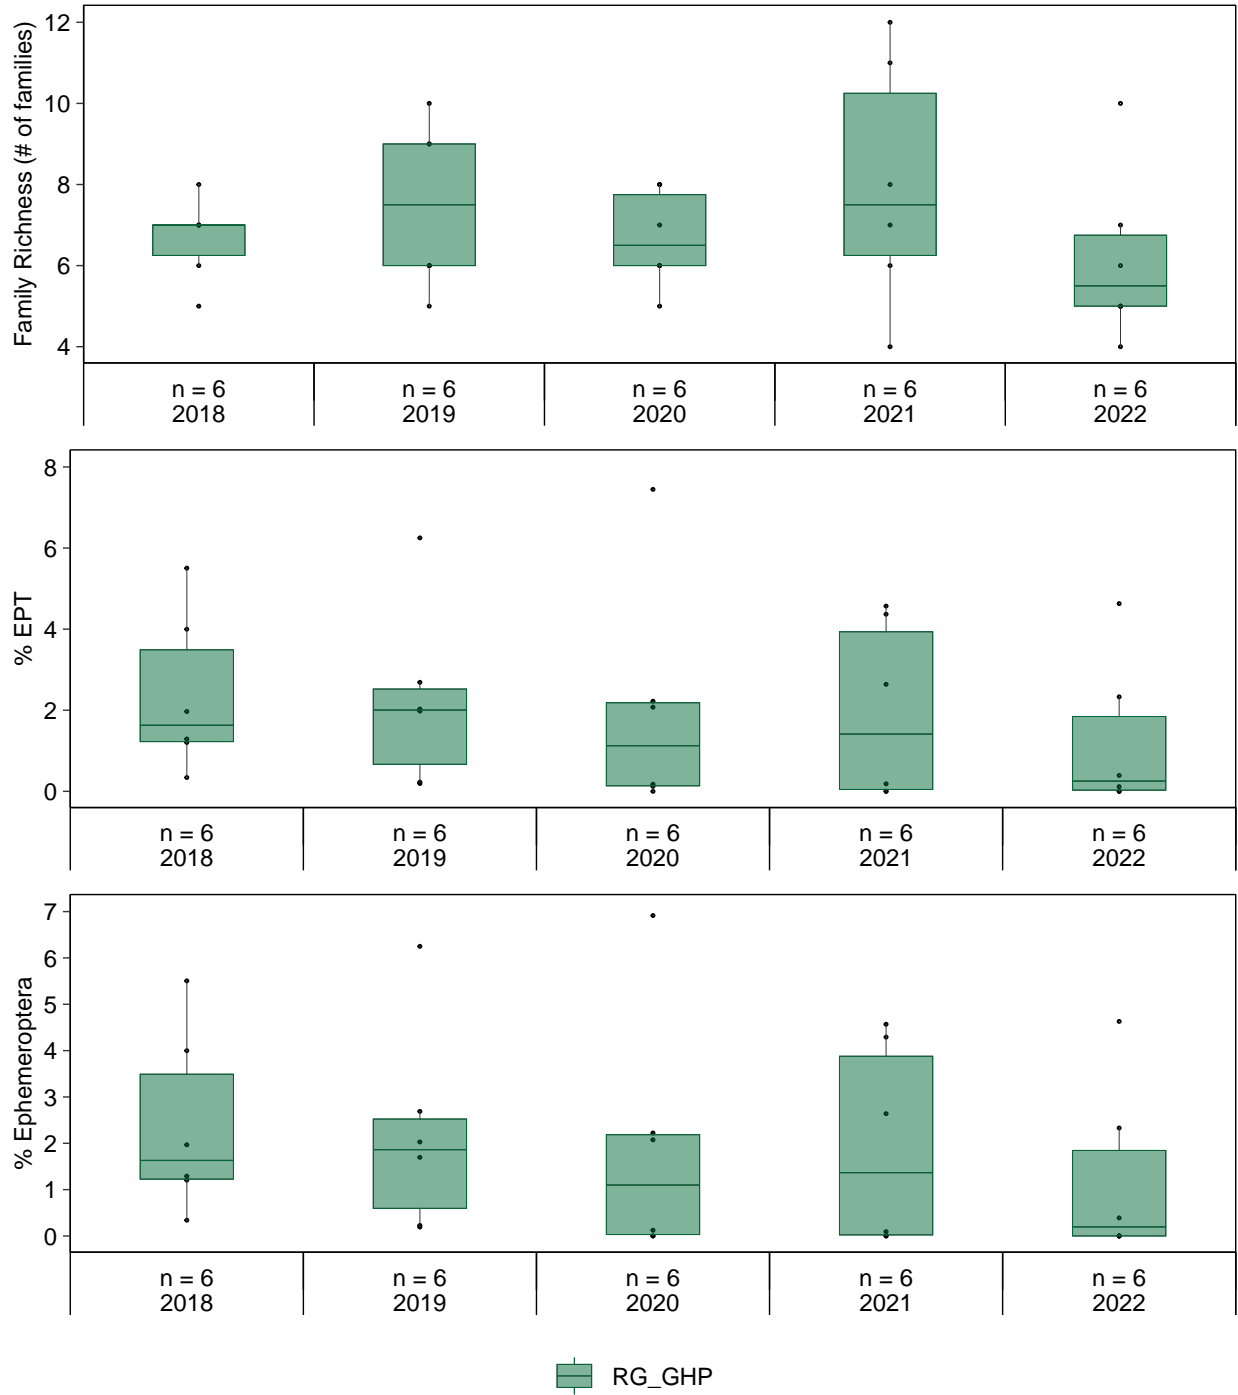 Family Richness (# of families)
12
10
8
6
4
n = 6 n = 6 n = 6 n = 6 n = 6
2018 2019 2020 2021 2022
% EPT
8
6
4
2
0
n = 6 n = 6 n = 6 n = 6 n = 6
2018 2019 2020 2021 2022
% Ephemeroptera
7
6
5
4
3
2
1
0
n = 6 n = 6 n = 6 n = 6 n = 6
2018 2019 2020 2021 2022
RG_GHP